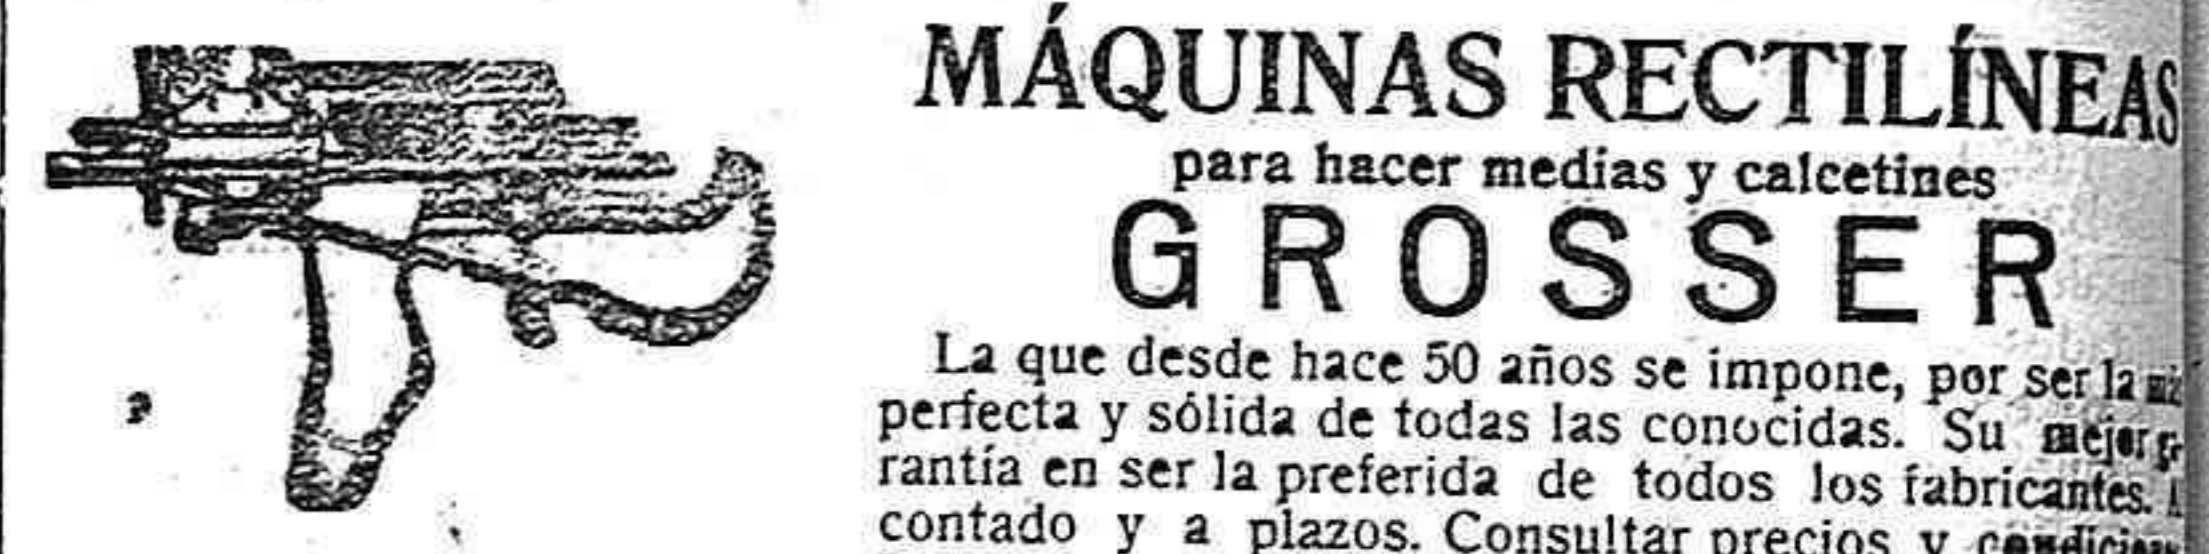 MÁQUINAS RECTILÍNEAS
para hacer medias y calcetines
GROSSER
La que desde hace 50 años se impone, por ser la
perfecta y sólida de todas las conocidas. Su mejor
rantía en ser la preferida de todos los fabricantes.
contado y a plazos. Consultar precios y